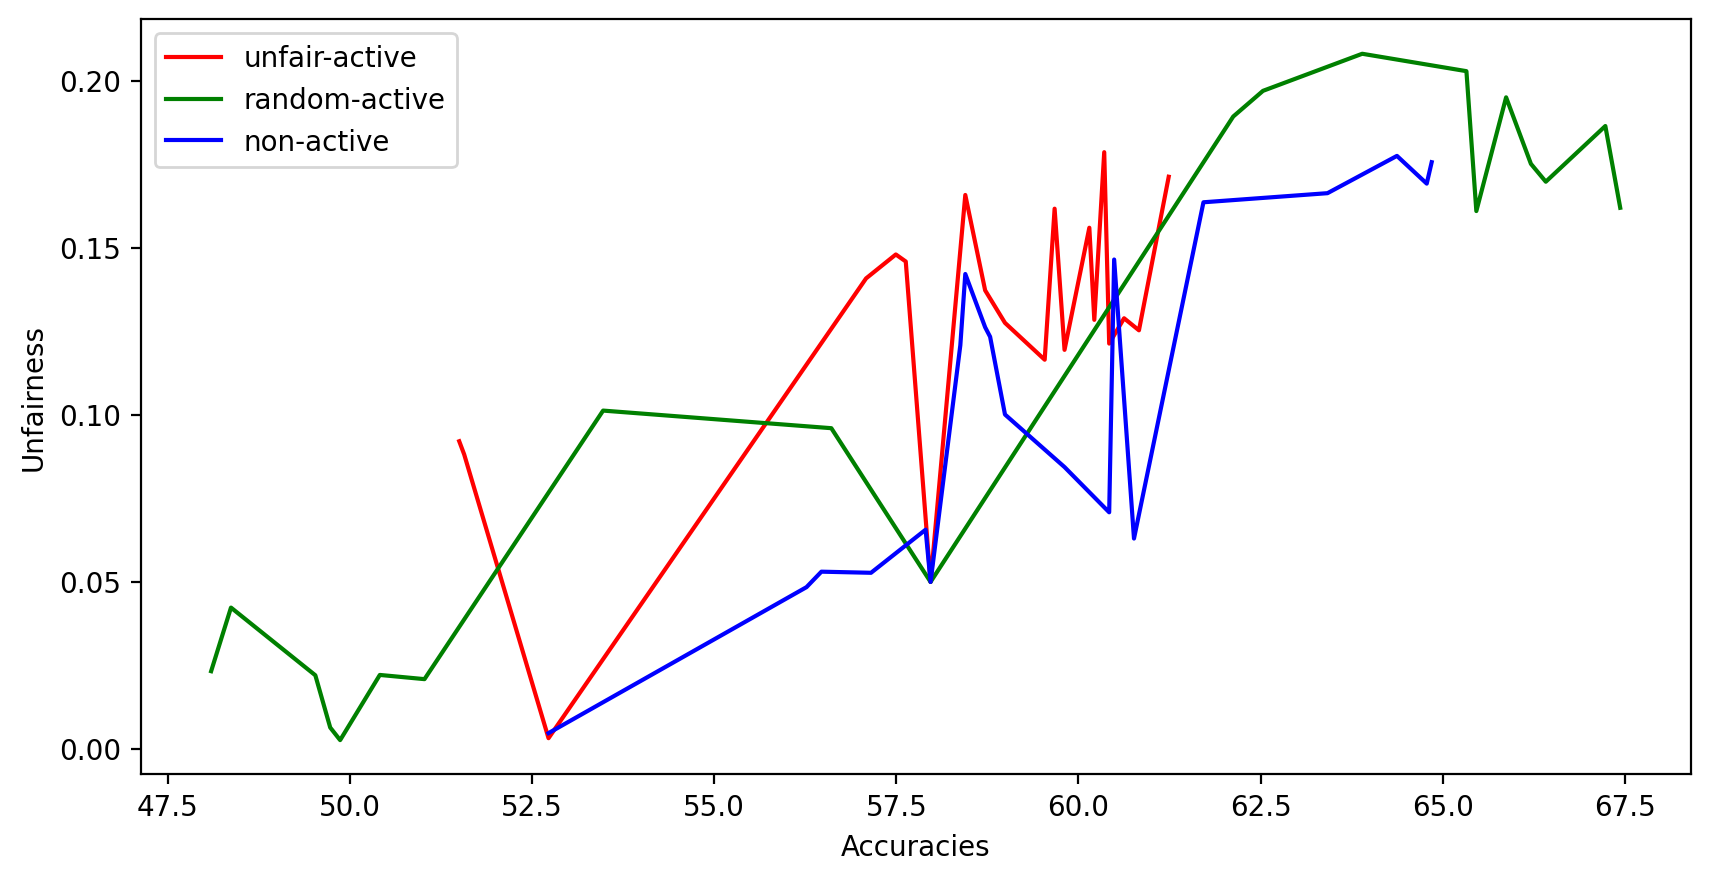 unfair-active
random-active
non-active
0.20
0.15
0.10
0.05
0.00
Unfairness
47.5 50.0 52.5 55.0 57.5 60.0 62.5 65.0 67.5
Accuracies